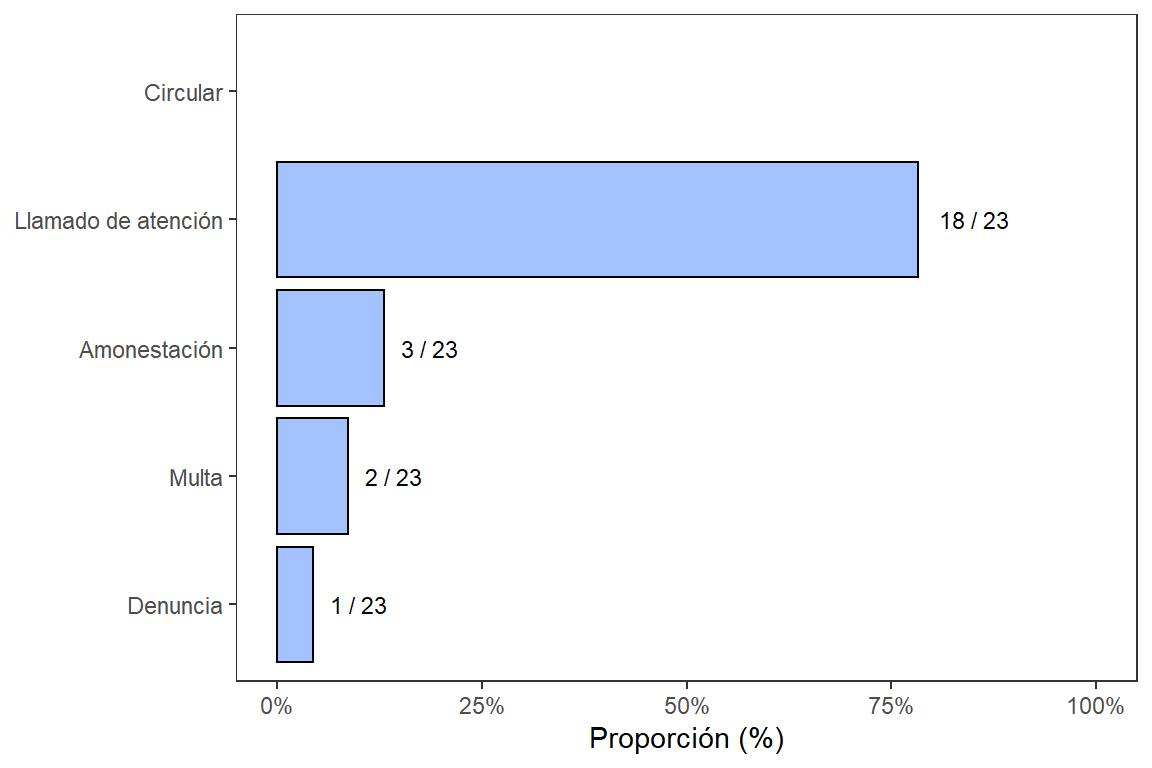 Circular
Llamado de atención 18 / 23
Amonestación 3 / 23
Multa 2 / 23
Denuncia 1 / 23
0% 25% 50% 75% 100%
Proporción (%)